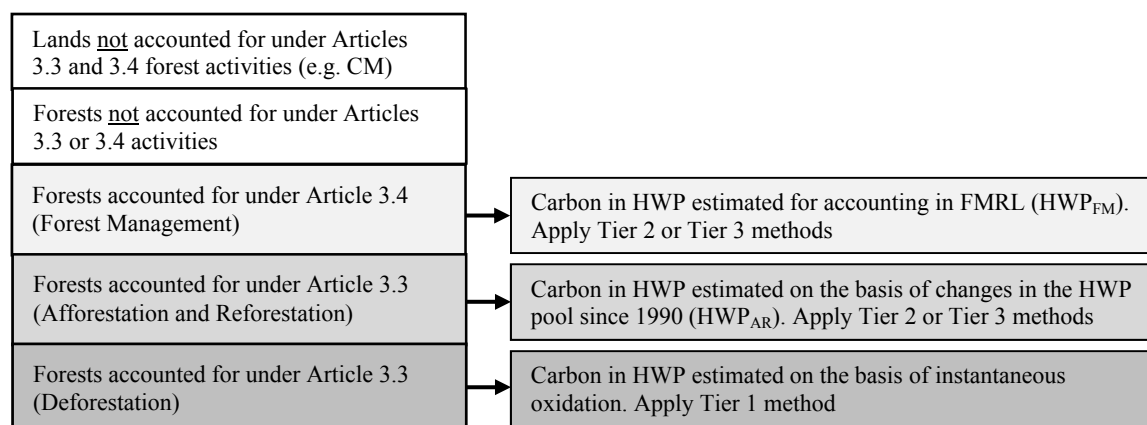 Lands not accounted for under Articles
3.3 and 3.4 forest activities (e.g. CM)
Forests not accounted for under Articles
3.3 or 3.4 activities
Forests accounted for under Article 3.4
(Forest Management)
Carbon in HWP estimated for accounting in FMRL (HWPFM).
Apply Tier 2 or Tier 3 methods
Forests accounted for under Article 3.3
(Afforestation and Reforestation)
Carbon in HWP estimated on the basis of changes in the HWP
pool since 1990 (HWPAR). Apply Tier 2 or Tier 3 methods
Forests accounted for under Article 3.3
(Deforestation)
Carbon in HWP estimated on the basis of instantaneous
oxidation. Apply Tier 1 method